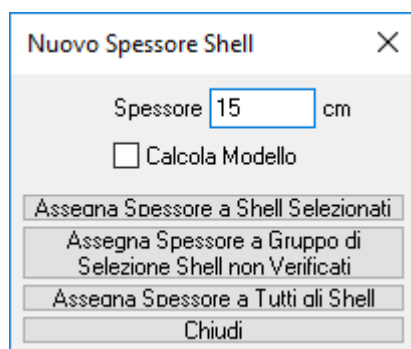 Nuovo Spessore Shell
Spessore 15 cm
Calcola Modello
Assegna Spessore a Shell Selezionati
Assegna Spessore a Gruppo di
Selezione Shell non Verificati
Assegna Spessore a Tutti gli Shell
Chiudi